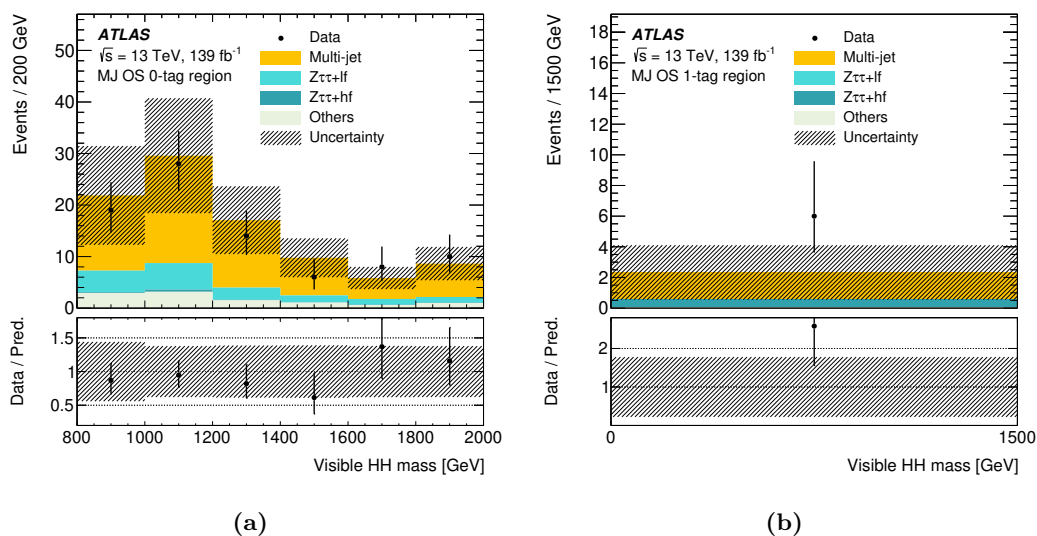 Events / 200 GeV
50
40
30
20
10
0
ATLAS
√s = 13 TeV, 139 fb⁻¹
MJ OS 0-tag region
Data
Multi-jet
Zττ+lf
Zττ+hf
Others
Uncertainty
Data / Pred.
1.5
1
0.5
800 1000 1200 1400 1600 1800 2000
Visible HH mass [GeV]
(a)
Events / 1500 GeV
18
16
14
12
10
8
6
4
2
0
ATLAS
√s = 13 TeV, 139 fb⁻¹
MJ OS 1-tag region
Data
Multi-jet
Zττ+lf
Zττ+hf
Others
Uncertainty
Data / Pred.
2
1
0 1500
Visible HH mass [GeV]
(b)